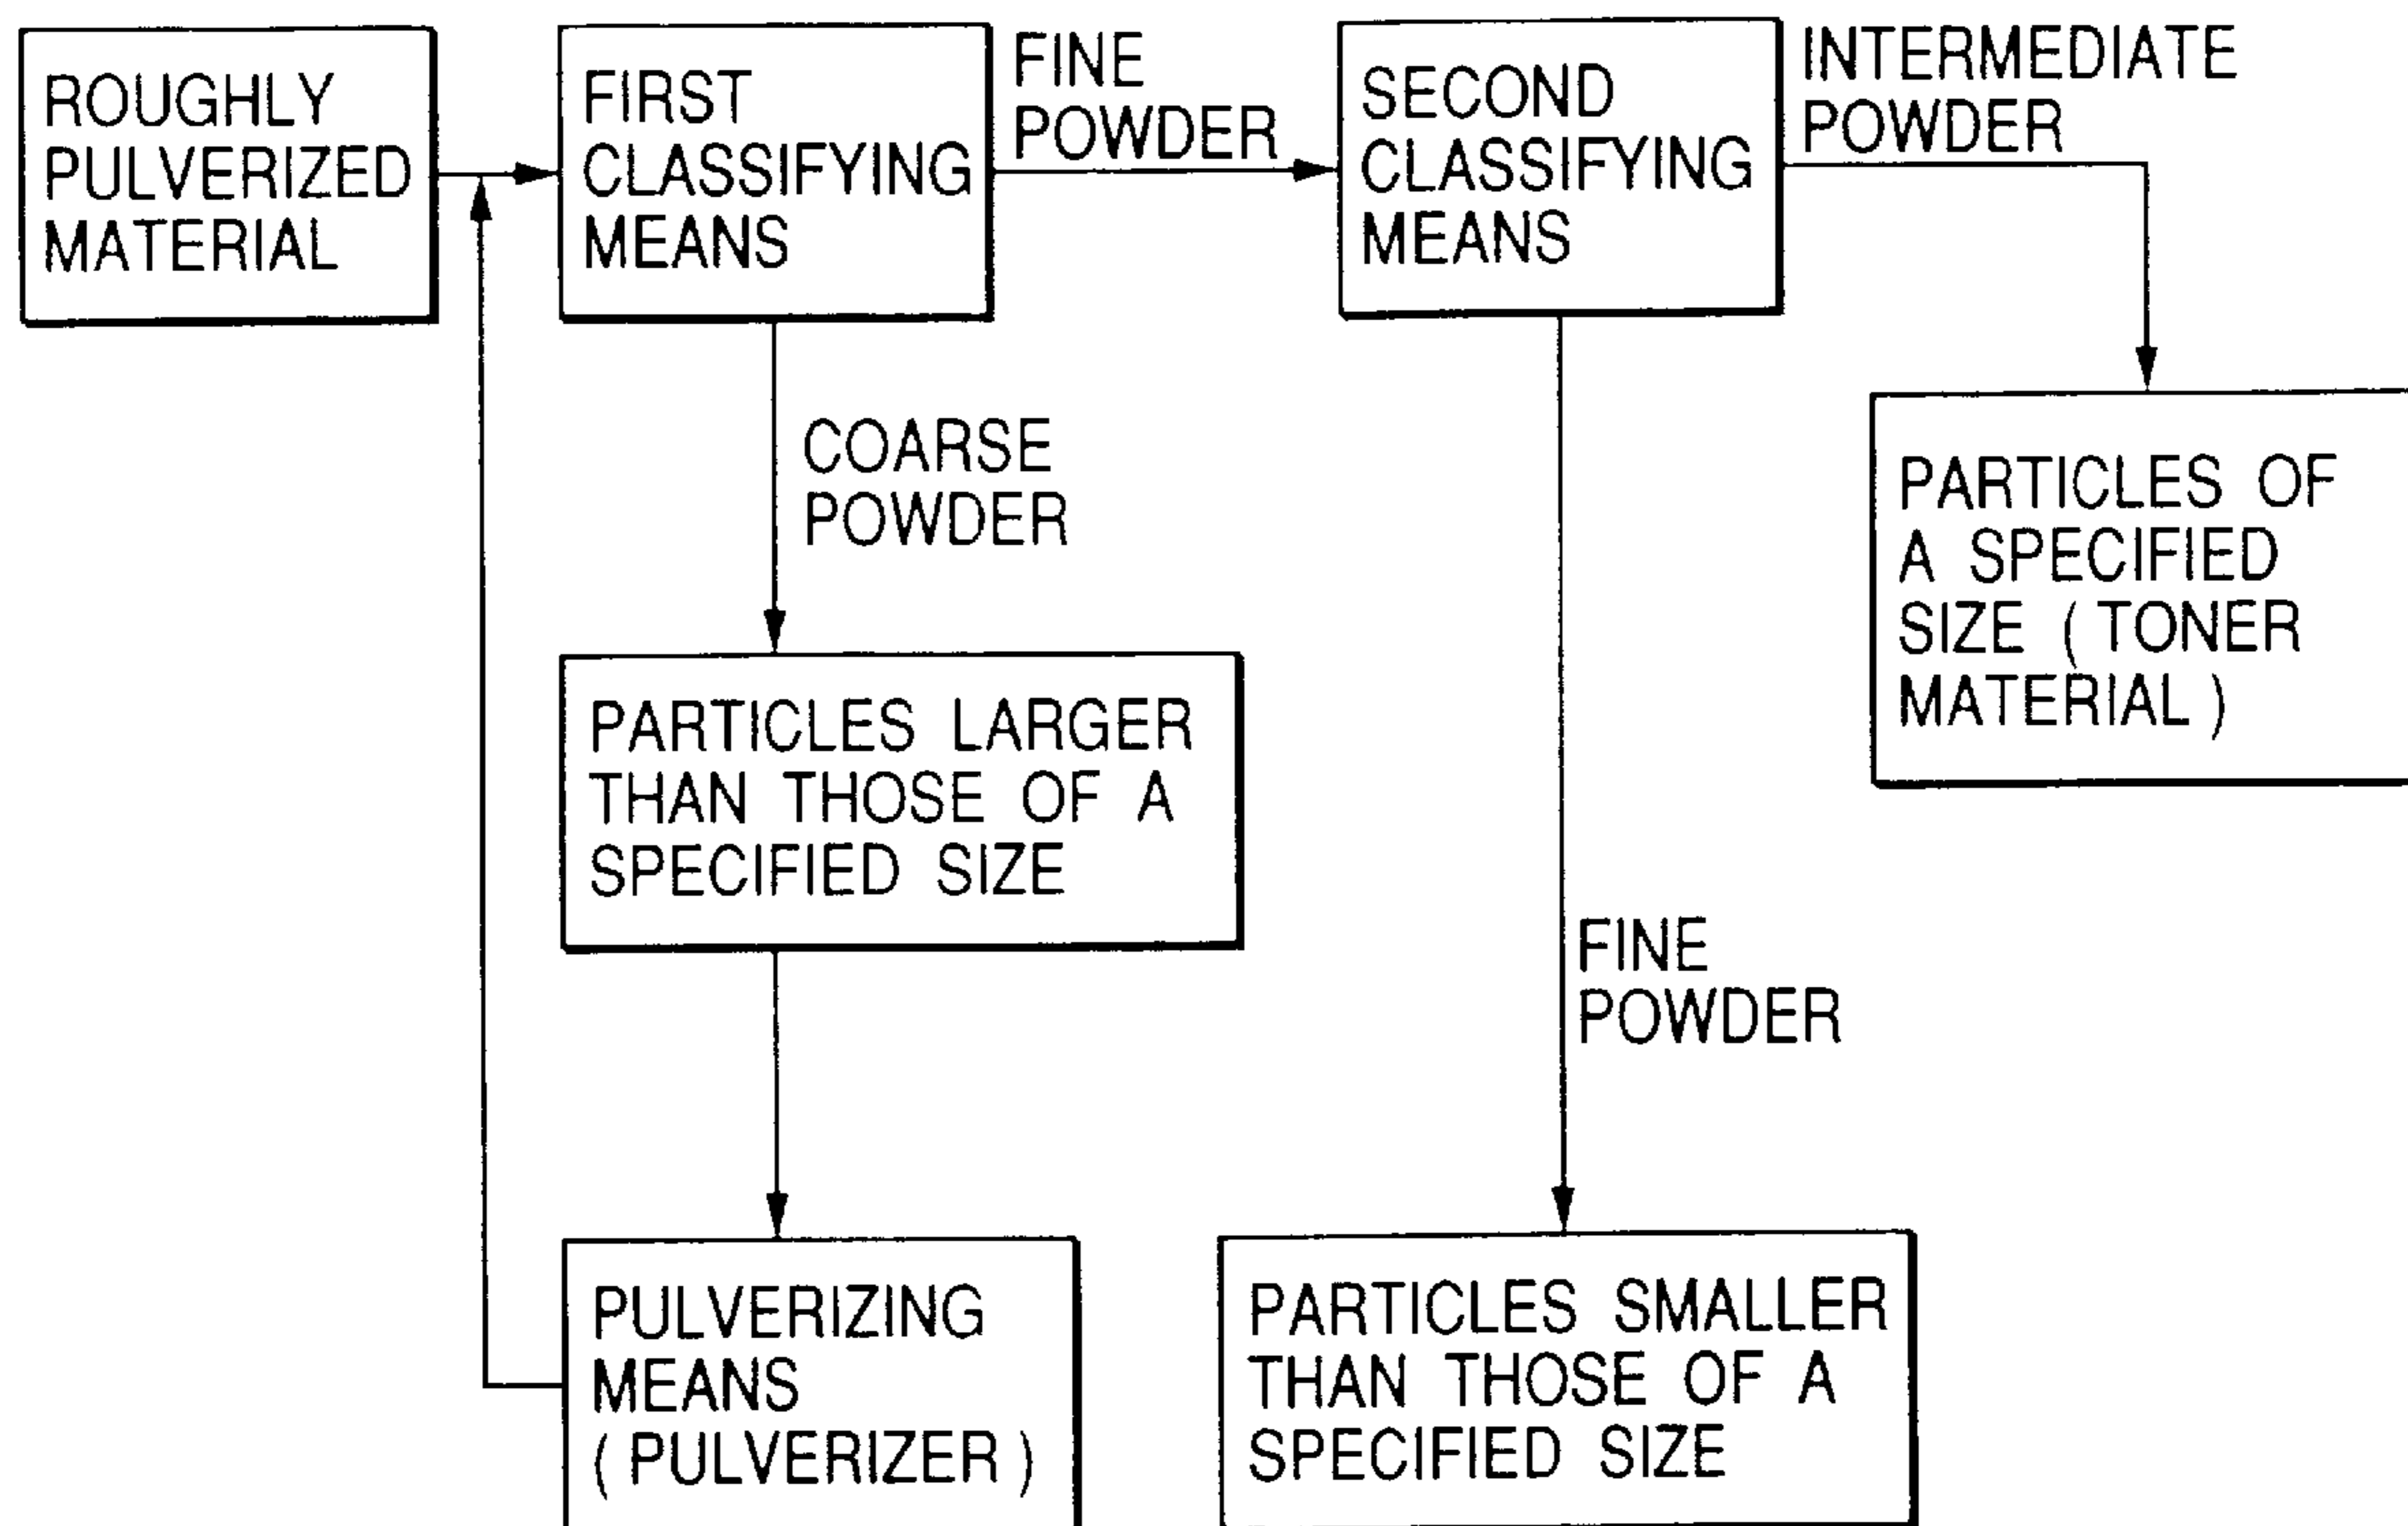 ROUGHLY
PULVERIZED
MATERIAL
FIRST
CLASSIFYING
MEANS
FINE
POWDER
SECOND
CLASSIFYING
MEANS
INTERMEDIATE
POWDER
COARSE
POWDER
PARTICLES OF
A SPECIFIED
SIZE (TONER
MATERIAL)
PARTICLES LARGER
THAN THOSE OF A
SPECIFIED SIZE
FINE
POWDER
PULVERIZING
MEANS
(PULVERIZER)
PARTICLES SMALLER
THAN THOSE OF A
SPECIFIED SIZE